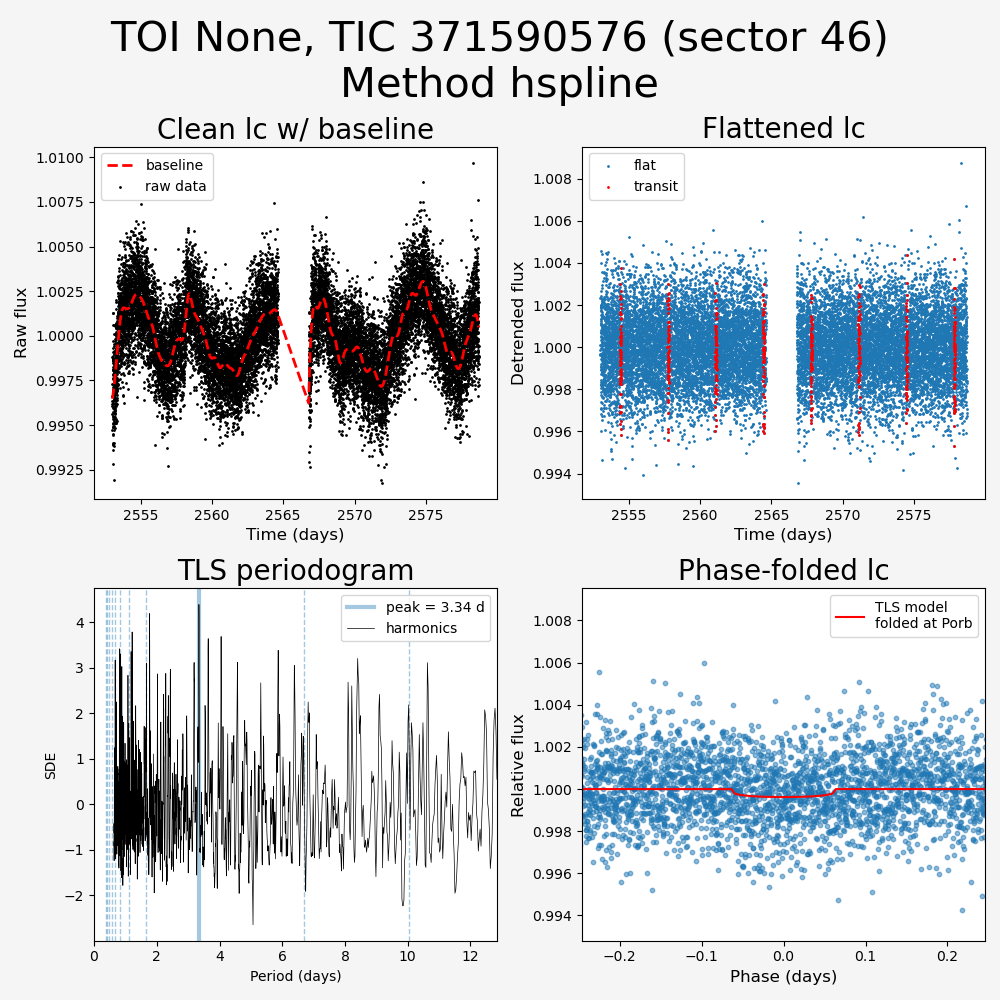 TOI None, TIC 371590576 (sector 46)
Method hspline
Clean lc w/ baseline
baseline
raw data
1.0100
1.0075
1.0050
1.0025
1.0000
0.9975
0.9950
0.9925
Raw flux
2555 2560 2565 2570 2575
Time (days)
Flattened lc
flat
transit
1.008
1.006
1.004
1.002
1.000
0.998
0.996
0.994
Detrended flux
2555 2560 2565 2570 2575
Time (days)
TLS periodogram
peak = 3.34 d
harmonics
4
3
2
1
0
−1
−2
SDE
0 2 4 6 8 10 12
Period (days)
Phase-folded lc
TLS model
folded at Porb
1.008
1.006
1.004
1.002
1.000
0.998
0.996
0.994
Relative flux
−0.2 −0.1 0.0 0.1 0.2
Phase (days)